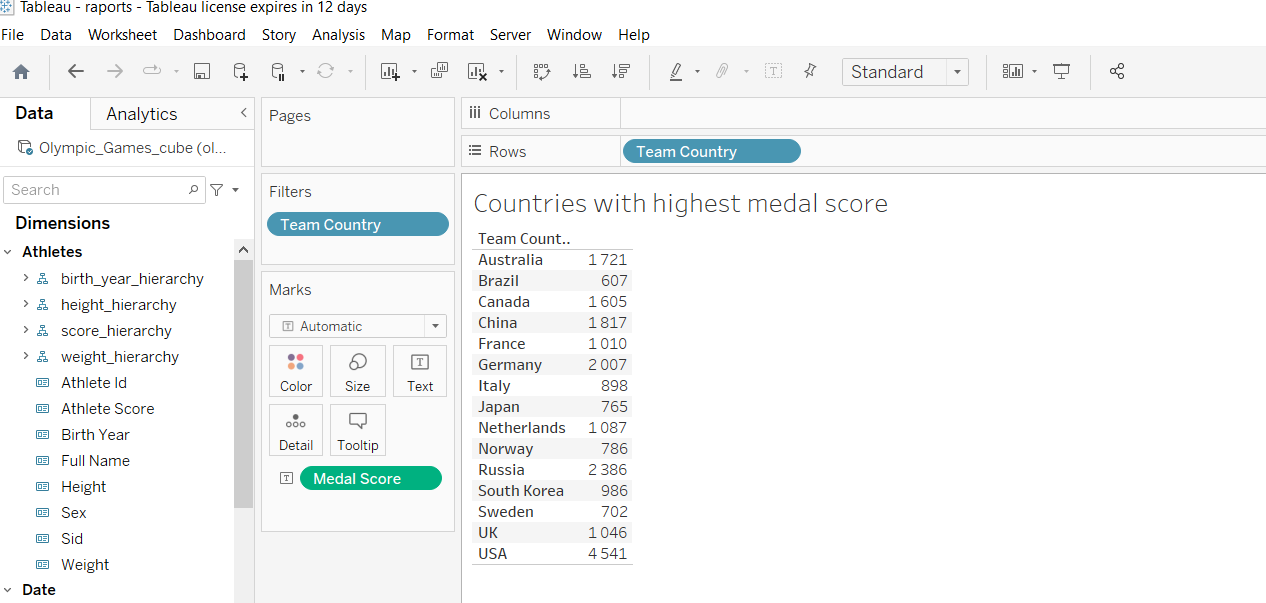 Tableau - raports - Tableau license expires in 12 days
File Data Worksheet Dashboard Story Analysis Map Format Server Window Help
Standard
Data Analytics
Olympic_Games_cube (ol...
Search
Dimensions
Athletes
birth_year_hierarchy
height_hierarchy
score_hierarchy
weight_hierarchy
Athlete Id
Athlete Score
Birth Year
Full Name
Height
Sex
Sid
Weight
Date
Pages
Filters
Team Country
Marks
T Automatic
Color Size T Text
Detail Tooltip
T Medal Score
Columns
Rows Team Country
Countries with highest medal score
Team Count..
Australia 1 721
Brazil 607
Canada 1 605
China 1 817
France 1 010
Germany 2 007
Italy 898
Japan 765
Netherlands 1 087
Norway 786
Russia 2 386
South Korea 986
Sweden 702
UK 1 046
USA 4 541